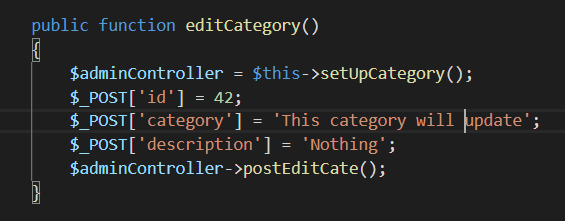 public function editCategory()
{
    $adminController = $this->setUpCategory();
    $_POST['id'] = 42;
    $_POST['category'] = 'This category will update';
    $_POST['description'] = 'Nothing';
    $adminController->postEditCate();
}